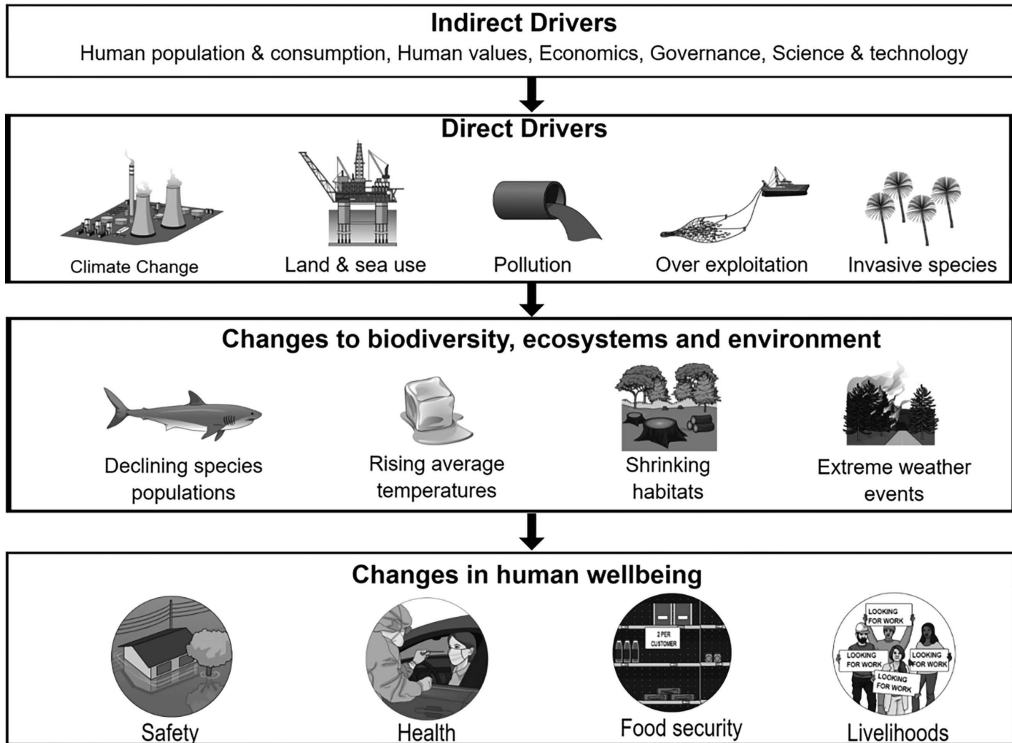 Indirect Drivers
Human population & consumption, Human values, Economics, Governance, Science & technology
Direct Drivers
Climate Change
Land & sea use
Pollution
Over exploitation
Invasive species
Changes to biodiversity, ecosystems and environment
Declining species
populations
Rising average
temperatures
Shrinking
habitats
Extreme weather
events
Changes in human wellbeing
2 PER
CUSTOMER
LOOKING
FOR WORK
LOOKING
FOR WORK
LOOKING
FOR WORK
LOOKING
FOR WORK
Safety
Health
Food security
Livelihoods